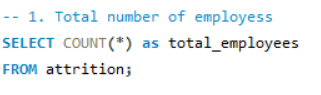 -- 1. Total number of employess
SELECT COUNT(*) as total_employees
FROM attrition;